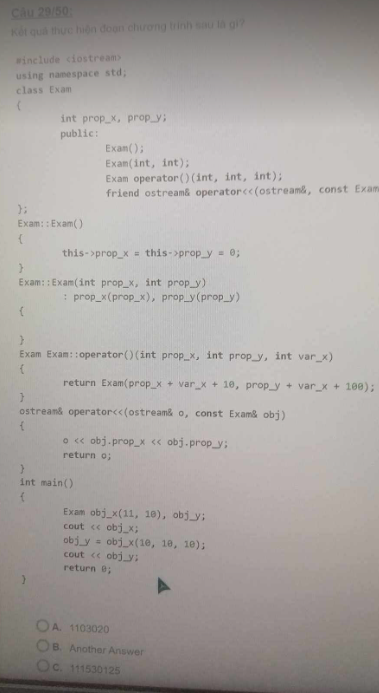 Câu 29/50:
Kết quả thực hiện đoạn chương trình sau là gì?
#include <iostream>
using namespace std;
class Exam
{
int prop_x, prop_y;
public:
Exam();
Exam(int, int);
Exam operator()(int, int, int);
friend ostream& operator<<(ostream&, const Exam
};
Exam::Exam()
{
this->prop_x = this->prop_y = 0;
}
Exam::Exam(int prop_x, int prop_y)
: prop_x(prop_x), prop_y(prop_y)
{
}
Exam Exam::operator()(int prop_x, int prop_y, int var_x)
{
return Exam(prop_x + var_x + 10, prop_y + var_x + 100);
}
ostream& operator<<(ostream& o, const Exam& obj)
{
o << obj.prop_x << obj.prop_y;
return o;
}
int main()
{
Exam obj_x(11, 10), obj_y;
cout << obj_x;
obj_y = obj_x(10, 10, 10);
cout << obj_y;
return 0;
}
A. 1103020
B. Another Answer
C. 111530125